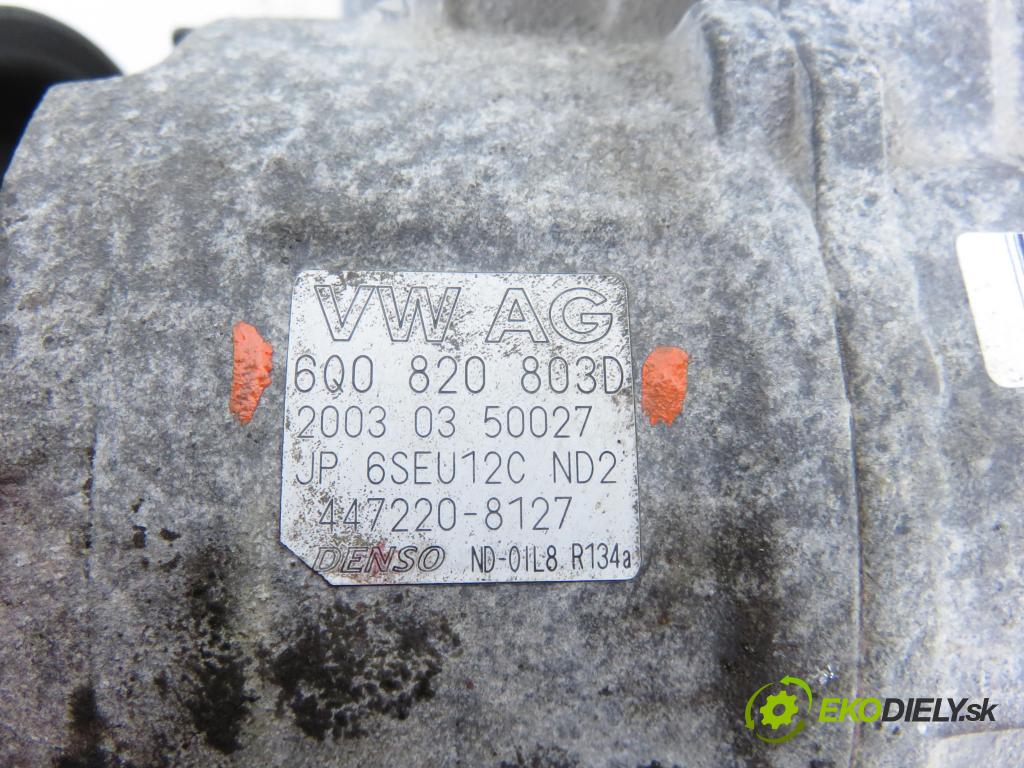 VW AG
6Q0 820 803D
2003 03 50027
JP 6SEU12C ND2
447220-8127
DENSO ND-OIL8 R134a
EKODIELY.sk